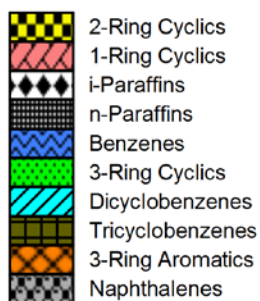 2-Ring Cyclics
1-Ring Cyclics
i-Paraffins
n-Paraffins
Benzenes
3-Ring Cyclics
Dicyclobenzenes
Tricyclobenzenes
3-Ring Aromatics
Naphthalenes